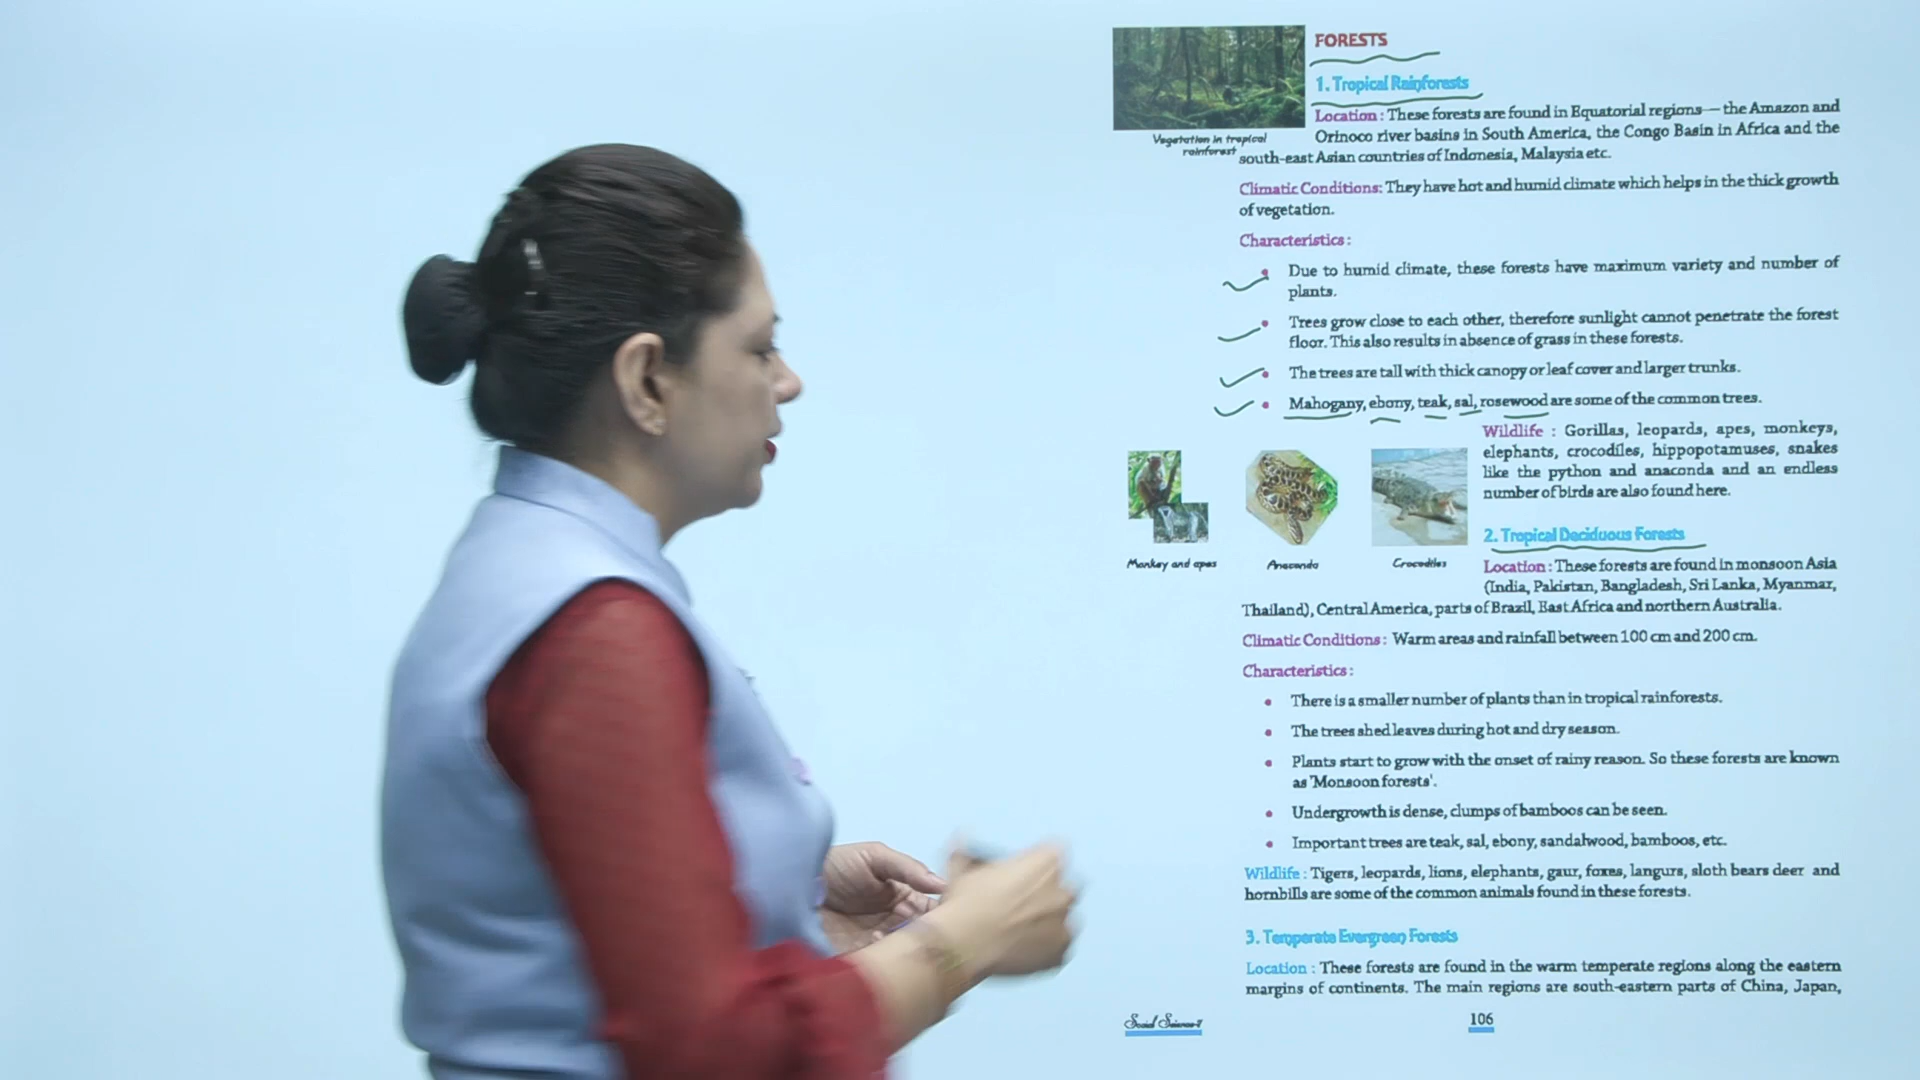 FORESTS
1. Tropical Rainforests
Location : These forests are found in Equatorial regions—the Amazon and
Orinoco river basins in South America, the Congo Basin in Africa and the
south-east Asian countries of Indonesia, Malaysia etc.
Vegetation in tropical
rainforest
Climatic Conditions: They have hot and humid climate which helps in the thick growth
of vegetation.
Characteristics :
• Due to humid climate, these forests have maximum variety and number of
plants.
• Trees grow close to each other, therefore sunlight cannot penetrate the forest
floor. This also results in absence of grass in these forests.
• The trees are tall with thick canopy or leaf cover and larger trunks.
• Mahogany, ebony, teak, sal, rosewood are some of the common trees.
Wildlife : Gorillas, leopards, apes, monkeys,
elephants, crocodiles, hippopotamuses, snakes
like the python and anaconda and an endless
number of birds are also found here.
Monkey and apes
Anaconda
Crocodiles
2. Tropical Deciduous Forests
Location : These forests are found in monsoon Asia
(India, Pakistan, Bangladesh, Sri Lanka, Myanmar,
Thailand), Central America, parts of Brazil, East Africa and northern Australia.
Climatic Conditions : Warm areas and rainfall between 100 cm and 200 cm.
Characteristics :
• There is a smaller number of plants than in tropical rainforests.
• The trees shed leaves during hot and dry season.
• Plants start to grow with the onset of rainy reason. So these forests are known
as 'Monsoon forests'.
• Undergrowth is dense, clumps of bamboos can be seen.
• Important trees are teak, sal, ebony, sandalwood, bamboos, etc.
Wildlife : Tigers, leopards, lions, elephants, gaur, foxes, langurs, sloth bears deer and
hornbills are some of the common animals found in these forests.
3. Temperate Evergreen Forests
Location : These forests are found in the warm temperate regions along the eastern
margins of continents. The main regions are south-eastern parts of China, Japan,
Social Science-7
106